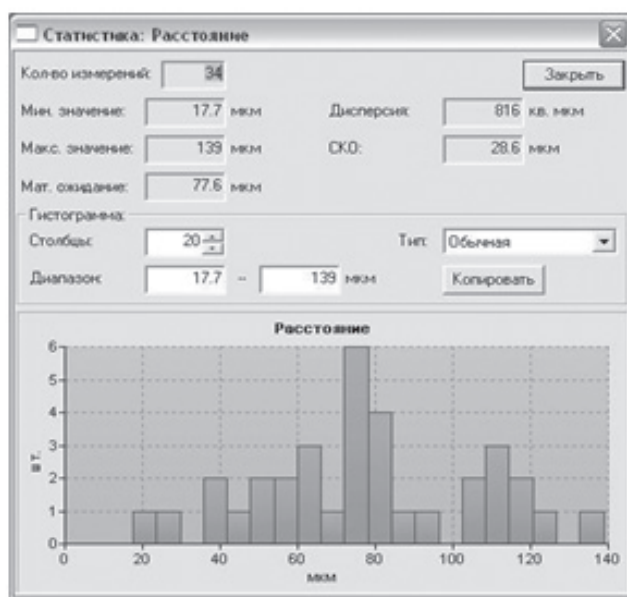 Статистика: Расстояние
Кол-во измерений: 34 Закрыть
Мин. значение: 17.7 мкм Дисперсия: 816 кв. мкм
Макс. значение: 139 мкм СКО: 28.6 мкм
Мат. ожидание: 77.6 мкм
Гистограмма:
Столбцы: 20 Тип: Обычная
Диапазон: 17.7 – 139 мкм Копировать
Расстояние
6
5
4
3
2
1
0
шт.
0 20 40 60 80 100 120 140
мкм